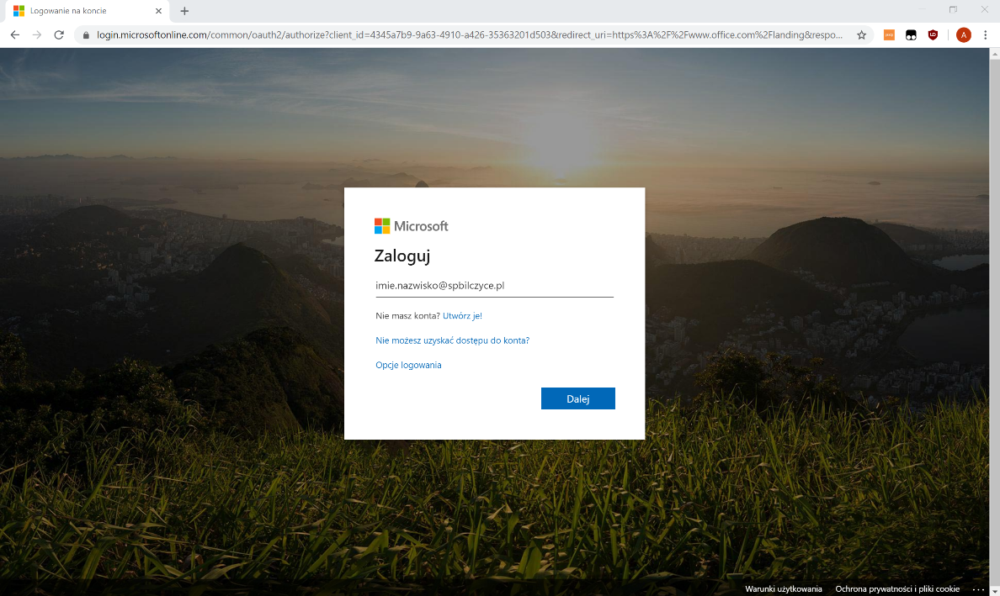 Logowanie na koncie
login.microsoftonline.com/common/oauth2/authorize?client_id=4345a7b9-9a63-4910-a426-35363201d503&redirect_uri=https%3A%2F%2Fwww.office.com%2Flanding&respo...
A
Microsoft
Zaloguj
imie.nazwisko@spbilczyce.pl
Nie masz konta? Utwórz je!
Nie możesz uzyskać dostępu do konta?
Opcje logowania
Dalej
Warunki użytkowania Ochrona prywatności i pliki cookie ...